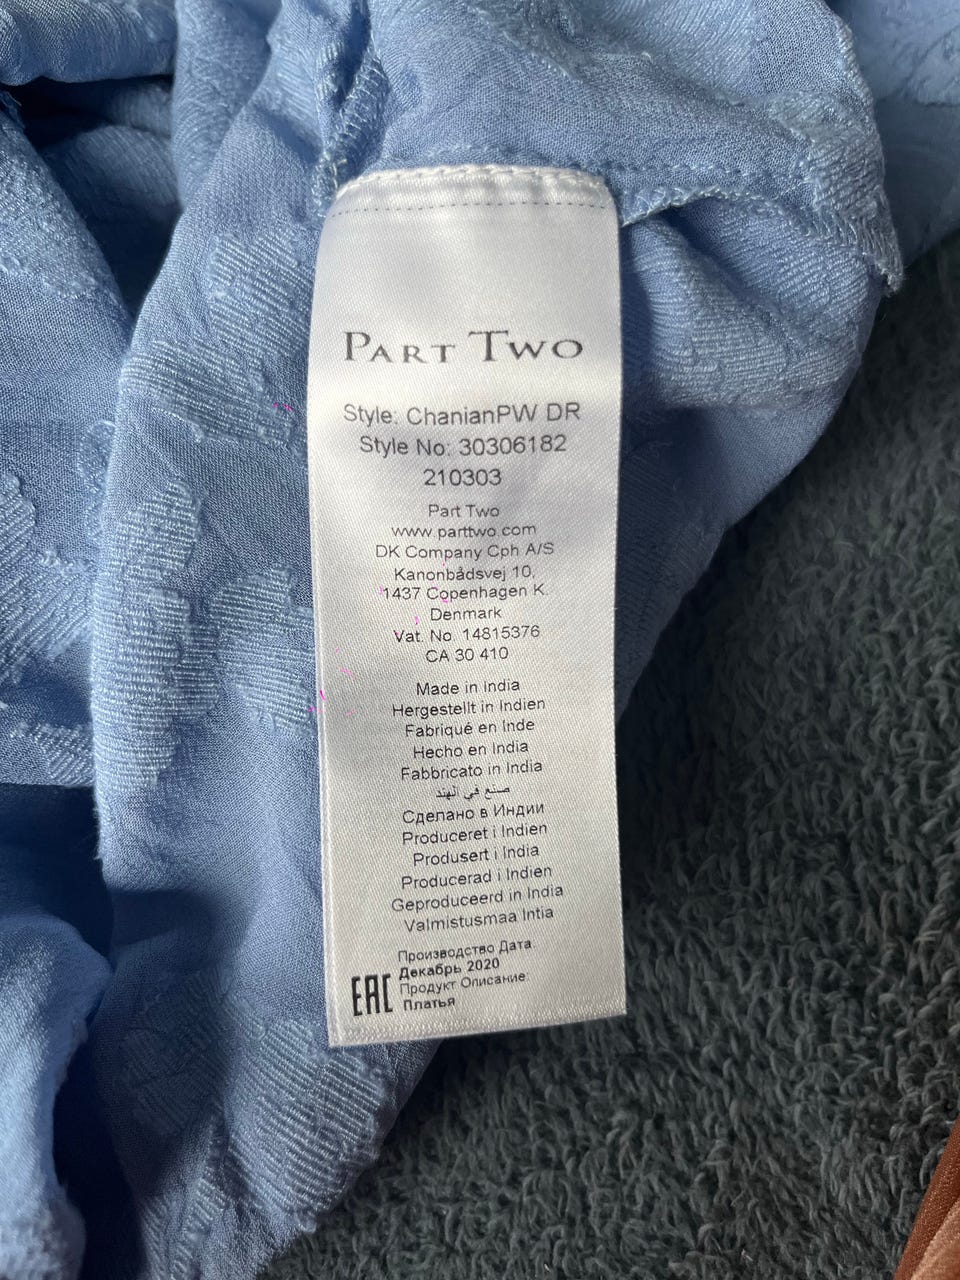 PART TWO
Style: ChanianPW DR
Style No: 30306182
210303
Part Two
www.parttwo.com
DK Company Cph A/S
Kanonbådsvej 10,
1437 Copenhagen K.
Denmark
Vat. No. 14815376
CA 30 410
Made in India
Hergestellt in Indien
Fabriqué en Inde
Hecho en India
Fabbricato in India
صنع في الهند
Сделано в Индии
Produceret i Indien
Produsert i India
Producerad i Indien
Geproduceerd in India
Valmistusmaa Intia
Производство Дата:
Декабрь 2020
Продукт Описание:
Платья
EAC